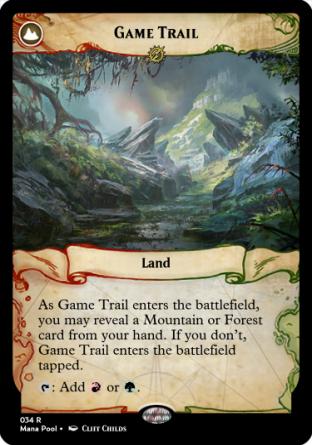 GAME TRAIL
Land
As Game Trail enters the battlefield,
you may reveal a Mountain or Forest
card from your hand. If you don't,
Game Trail enters the battlefield
tapped.
: Add or .
034 R
Mana Pool • CLIFF CHILDS